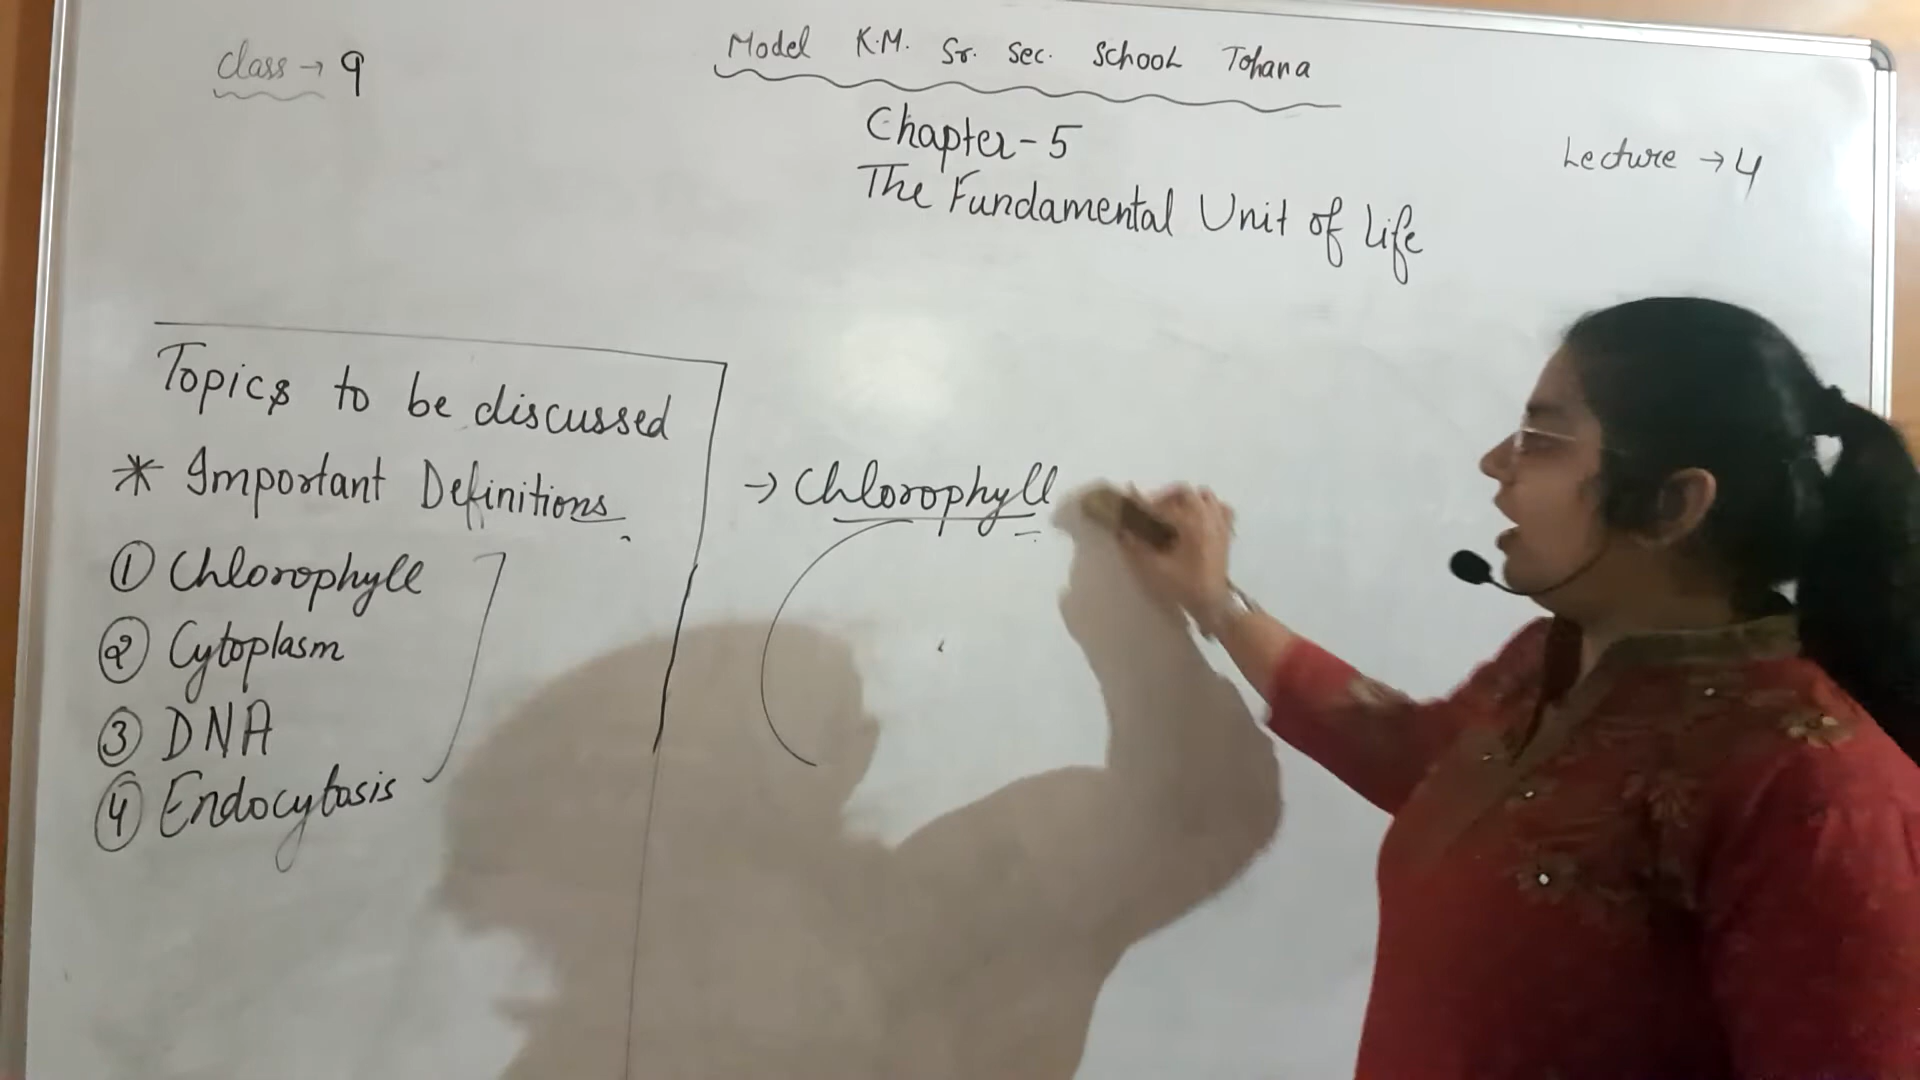 Class → 9
Model K.M. Sr. Sec. School Tohana
Chapter-5
The Fundamental Unit of Life
Lecture → 4
Topics to be discussed
* Important Definitions
① Chlorophyll
② Cytoplasm
③ DNA
④ Endocytosis
→ Chlorophyll